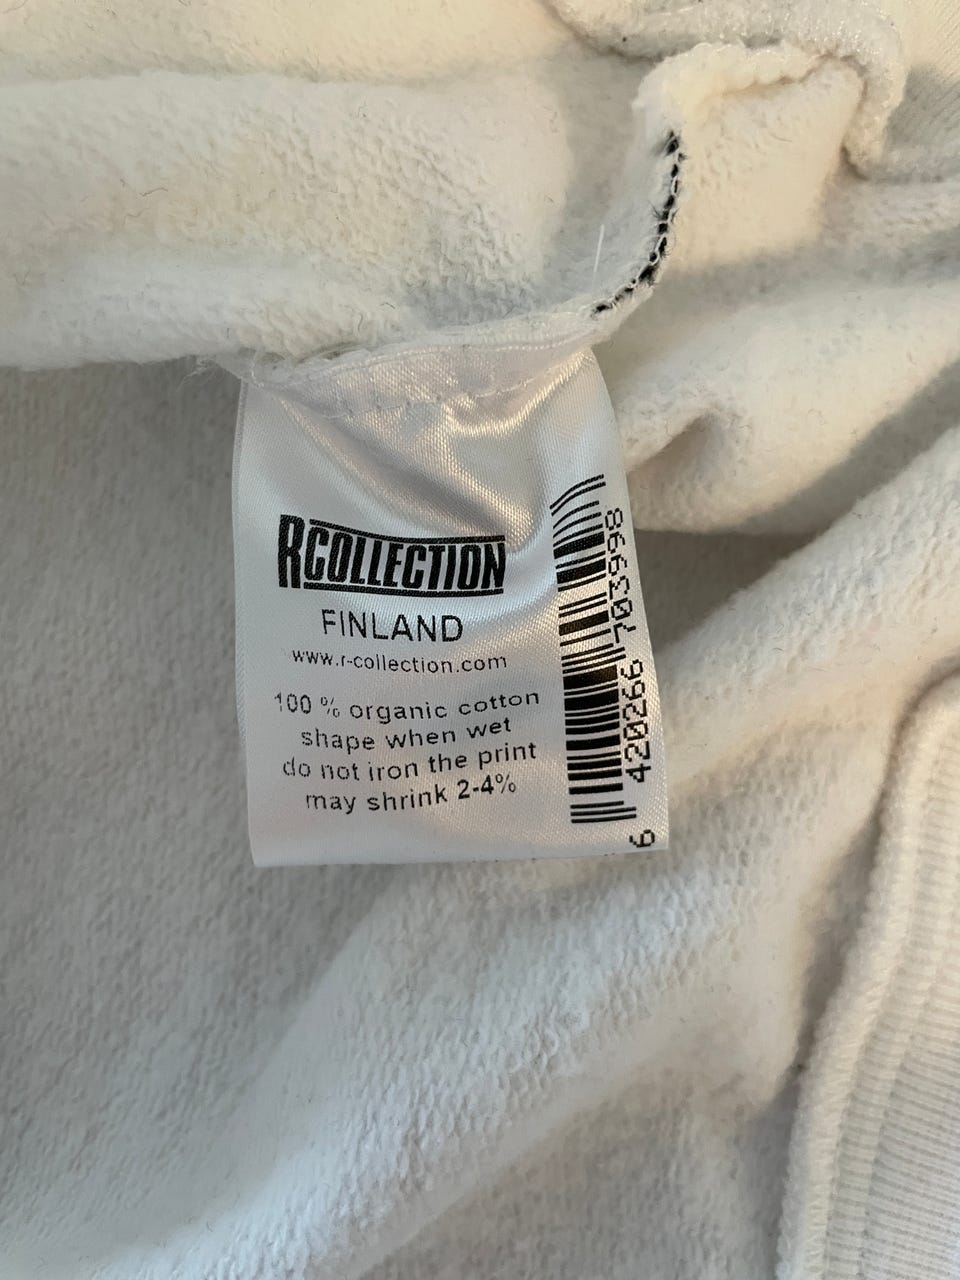 RCOLLECTION
FINLAND
www.r-collection.com
100 % organic cotton
shape when wet
do not iron the print
may shrink 2-4%
6 420266 703998